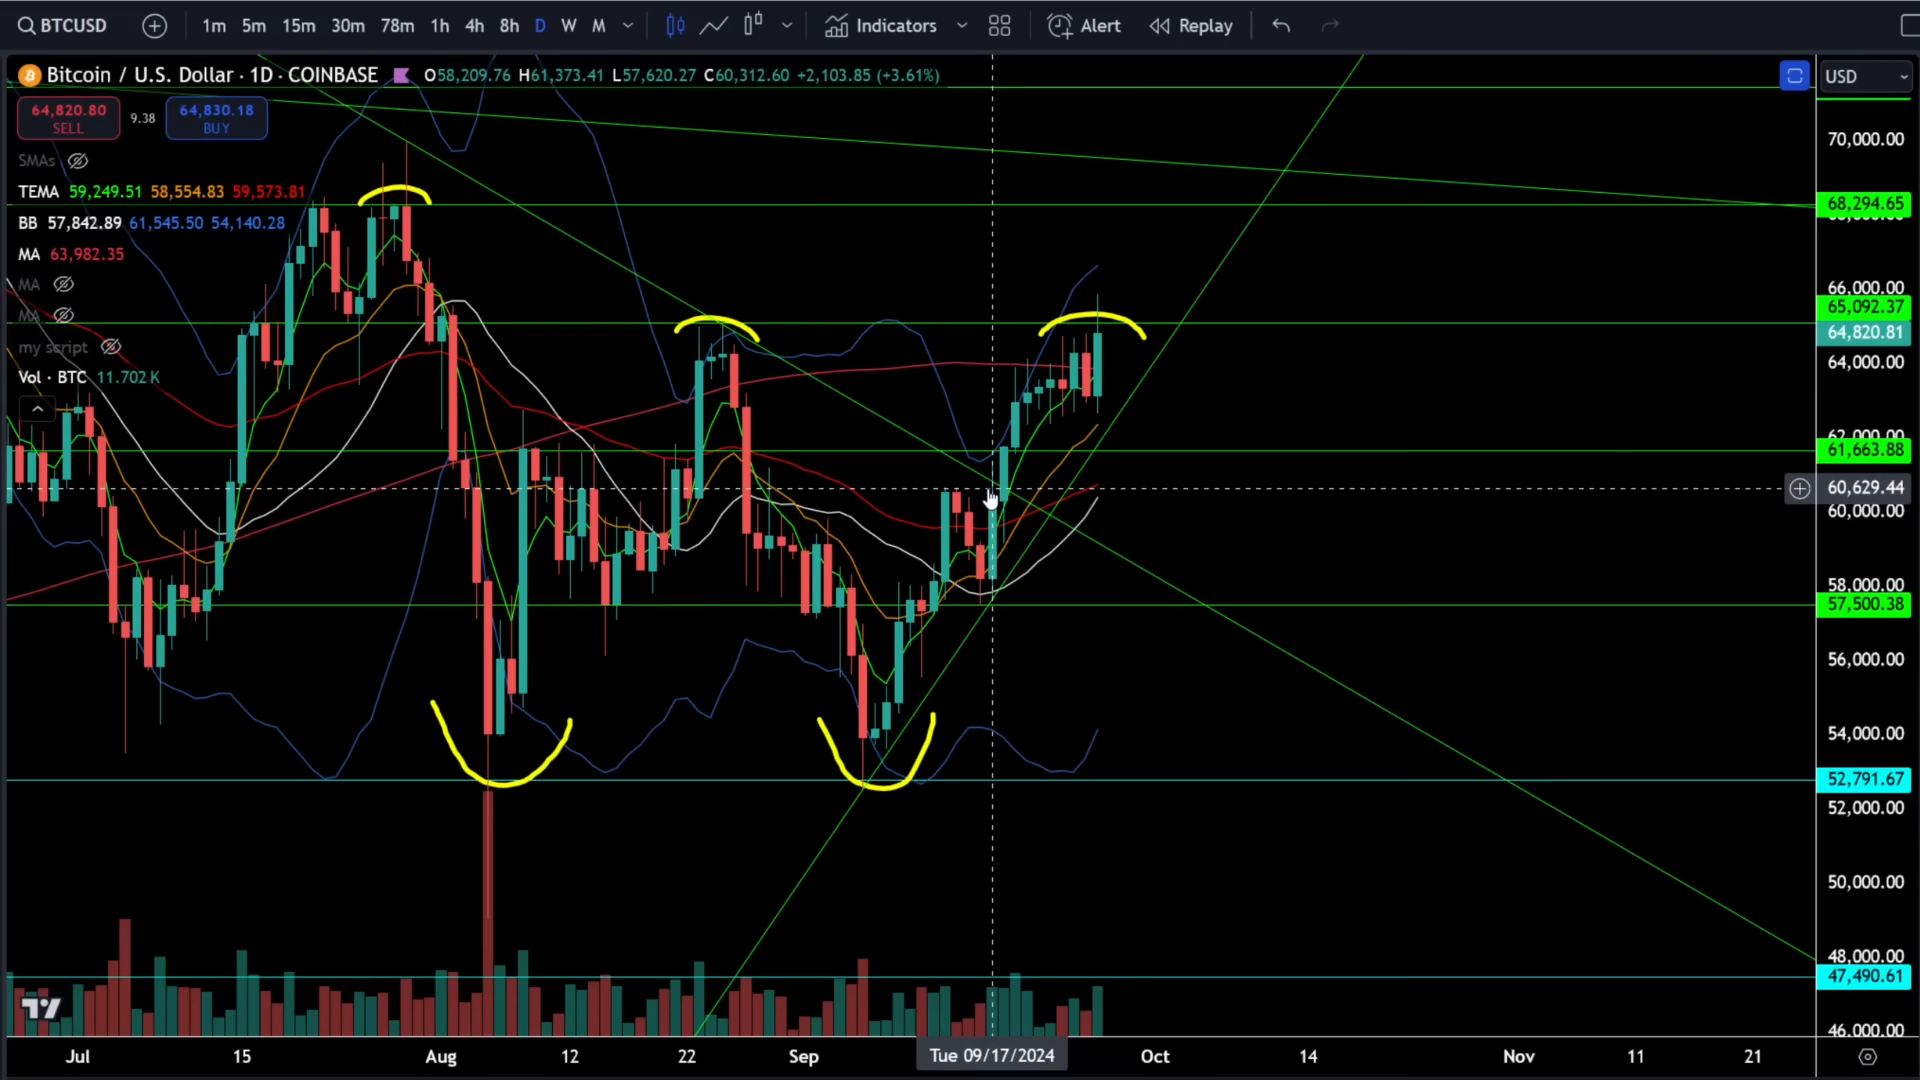 BTCUSD 1m 5m 15m 30m 78m 1h 4h 8h D W M Indicators Alert Replay
Bitcoin / U.S. Dollar · 1D · COINBASE O58,209.76 H61,373.41 L57,620.27 C60,312.60 +2,103.85 (+3.61%)
USD
64,820.80 SELL
9.38
64,830.18 BUY
SMAs
TEMA 59,249.51 58,554.83 59,573.81
BB 57,842.89 61,545.50 54,140.28
MA 63,982.35
MA
MA
my script
Vol · BTC 11.702 K
70,000.00
68,294.65
66,000.00
65,092.37
64,820.81
64,000.00
62,000.00
61,663.88
60,629.44
60,000.00
58,000.00
57,500.38
56,000.00
54,000.00
52,791.67
52,000.00
50,000.00
48,000.00
47,490.61
46,000.00
Jul 15 Aug 12 22 Sep Tue 09/17/2024 Oct 14 Nov 11 21